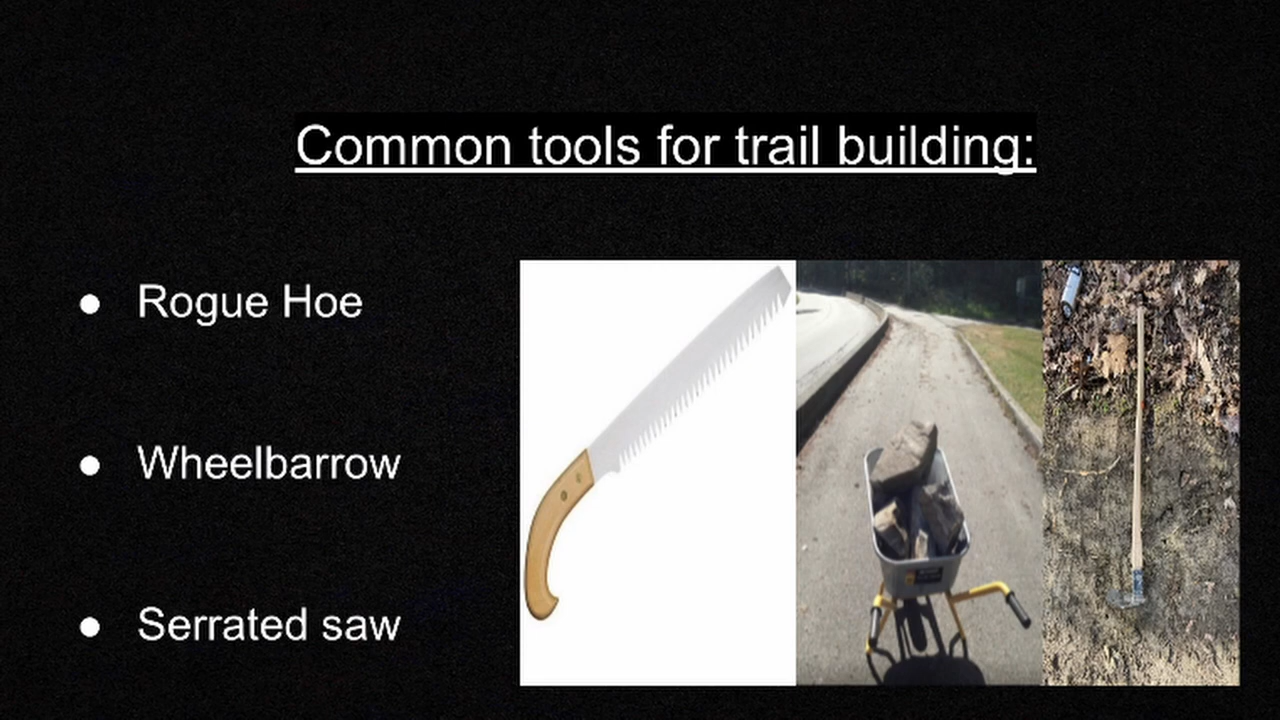 Common tools for trail building:
● Rogue Hoe
● Wheelbarrow
● Serrated saw